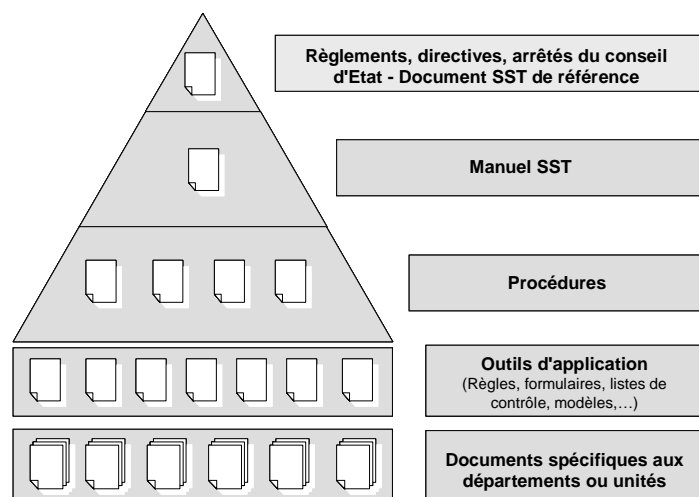 Règlements, directives, arrêtés du conseil
d'Etat - Document SST de référence
Manuel SST
Procédures
Outils d'application
(Règles, formulaires, listes de
contrôle, modèles,…)
Documents spécifiques aux
départements ou unités